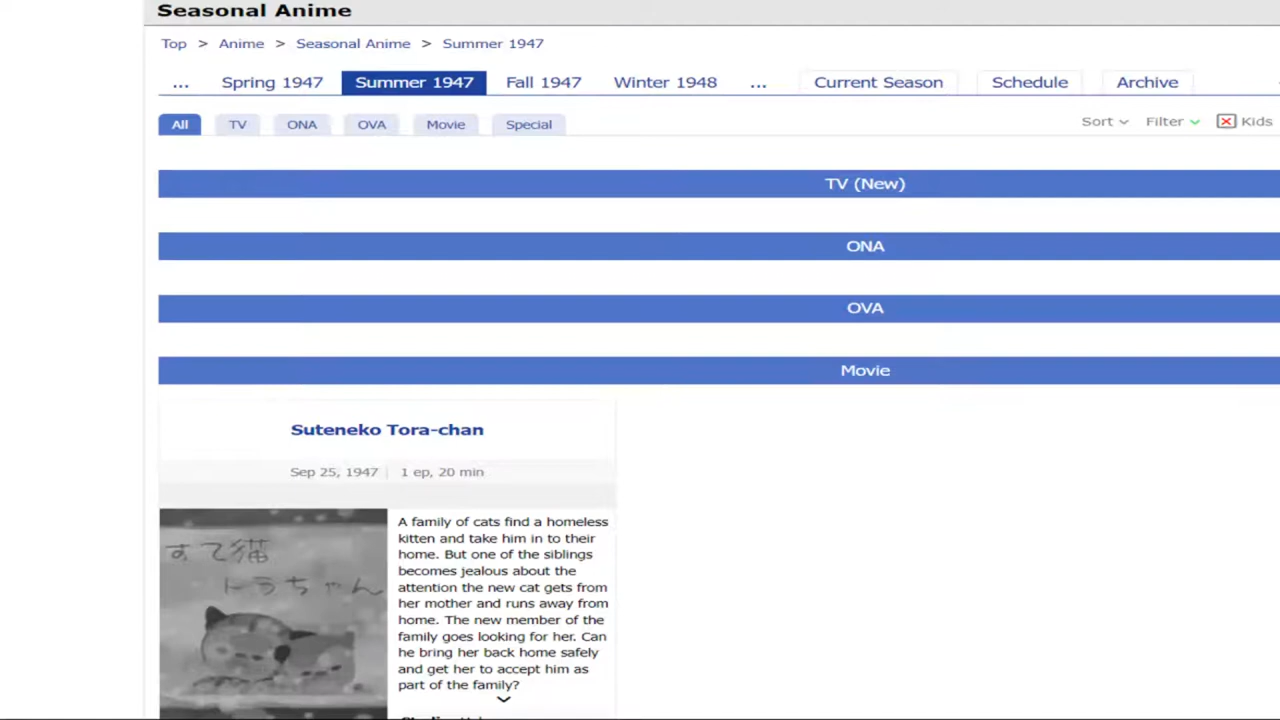 Seasonal Anime
Top > Anime > Seasonal Anime > Summer 1947
... Spring 1947 Summer 1947 Fall 1947 Winter 1948 ... Current Season Schedule Archive
All TV ONA OVA Movie Special Sort Filter Kids
TV (New)
ONA
OVA
Movie
Suteneko Tora-chan
Sep 25, 1947 | 1 ep, 20 min
すて猫
トラちゃん
A family of cats find a homeless
kitten and take him in to their
home. But one of the siblings
becomes jealous about the
attention the new cat gets from
her mother and runs away from
home. The new member of the
family goes looking for her. Can
he bring her back home safely
and get her to accept him as
part of the family?